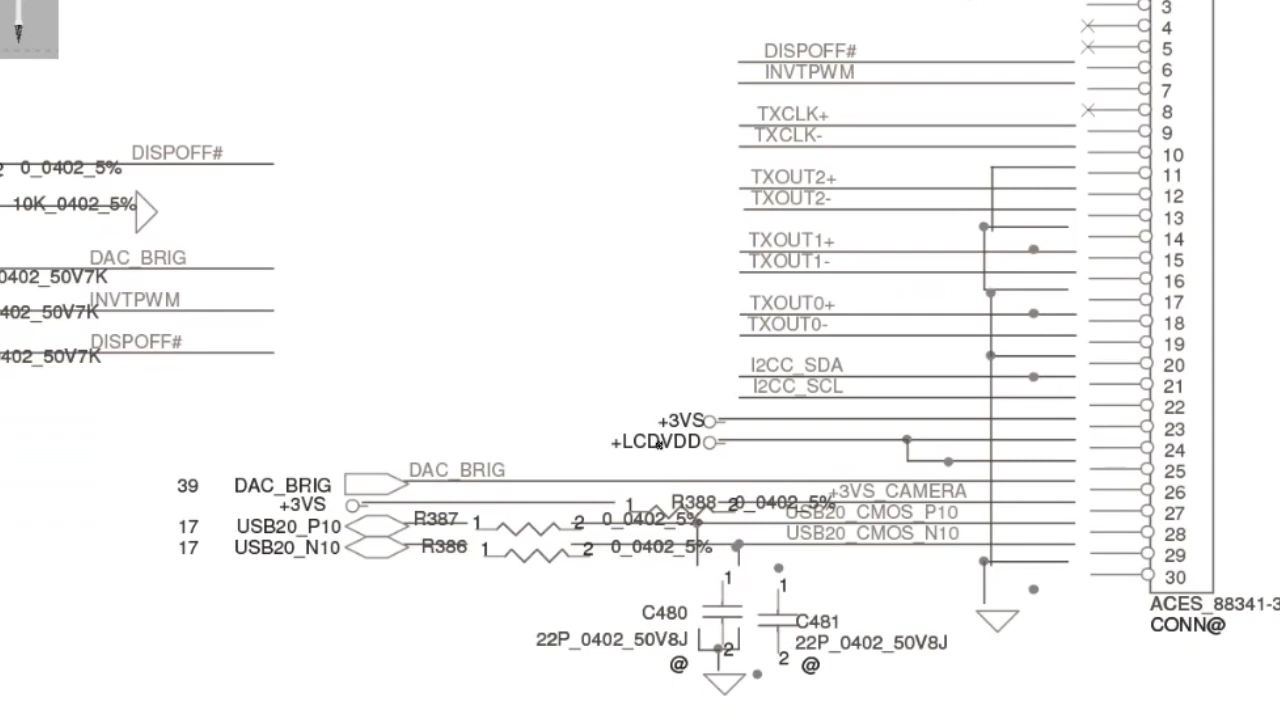 3
4
DISPOFF#
5
INVTPWM
6
7
TXCLK+
8
TXCLK-
9
DISPOFF#
10
0_0402_5%
11
TXOUT2+
12
10K_0402_5%
TXOUT2-
13
TXOUT1+
14
DAC_BRIG
TXOUT1-
15
0402_50V7K
16
INVTPWM
TXOUT0+
17
402_50V7K
TXOUT0-
18
DISPOFF#
19
402_50V7K
I2CC_SDA
20
I2CC_SCL
21
22
+3VS
23
+LCDVDD
24
DAC_BRIG
25
39 DAC_BRIG
+3VS_CAMERA
26
+3VS
1 R388 2 0_0402_5%
USB20_CMOS_P10
27
17 USB20_P10 R387 1 2 0_0402_5%
USB20_CMOS_N10
28
17 USB20_N10 R386 1 2 0_0402_5%
29
1 1
30
C480
ACES_88341-3
C481
CONN@
22P_0402_50V8J 2
22P_0402_50V8J
@ 2 @